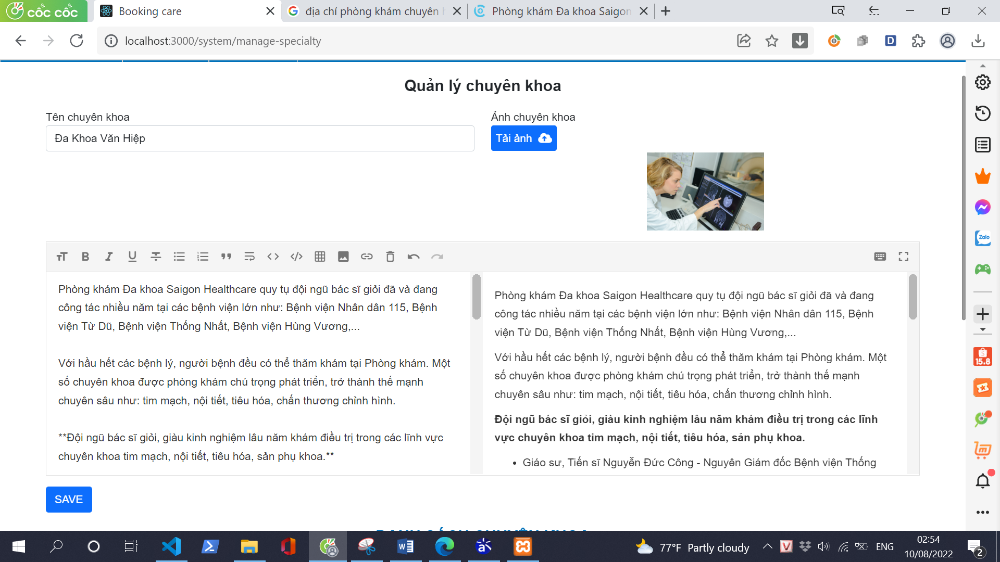 cốc cốc
Booking care
địa chỉ phòng khám chuyên
Phòng khám Đa khoa Saigon
localhost:3000/system/manage-specialty
Quản lý chuyên khoa
Tên chuyên khoa
Ảnh chuyên khoa
Đa Khoa Văn Hiệp
Tải ảnh
Phòng khám Đa khoa Saigon Healthcare quy tụ đội ngũ bác sĩ giỏi đã và đang
công tác nhiều năm tại các bệnh viện lớn như: Bệnh viện Nhân dân 115, Bệnh
viện Từ Dũ, Bệnh viện Thống Nhất, Bệnh viện Hùng Vương,...
Với hầu hết các bệnh lý, người bệnh đều có thể thăm khám tại Phòng khám. Một
số chuyên khoa được phòng khám chú trọng phát triển, trở thành thế mạnh
chuyên sâu như: tim mạch, nội tiết, tiêu hóa, chấn thương chỉnh hình.
**Đội ngũ bác sĩ giỏi, giàu kinh nghiệm lâu năm khám điều trị trong các lĩnh vực
chuyên khoa tim mạch, nội tiết, tiêu hóa, sản phụ khoa.**
Phòng khám Đa khoa Saigon Healthcare quy tụ đội ngũ bác sĩ giỏi đã và đang
công tác nhiều năm tại các bệnh viện lớn như: Bệnh viện Nhân dân 115, Bệnh
viện Từ Dũ, Bệnh viện Thống Nhất, Bệnh viện Hùng Vương,...
Với hầu hết các bệnh lý, người bệnh đều có thể thăm khám tại Phòng khám. Một
số chuyên khoa được phòng khám chú trọng phát triển, trở thành thế mạnh
chuyên sâu như: tim mạch, nội tiết, tiêu hóa, chấn thương chỉnh hình.
Đội ngũ bác sĩ giỏi, giàu kinh nghiệm lâu năm khám điều trị trong các lĩnh
vực chuyên khoa tim mạch, nội tiết, tiêu hóa, sản phụ khoa.
• Giáo sư, Tiến sĩ Nguyễn Đức Công - Nguyên Giám đốc Bệnh viện Thống
SAVE
Zalo
15.8
77°F Partly cloudy
ENG
02:54
10/08/2022
2